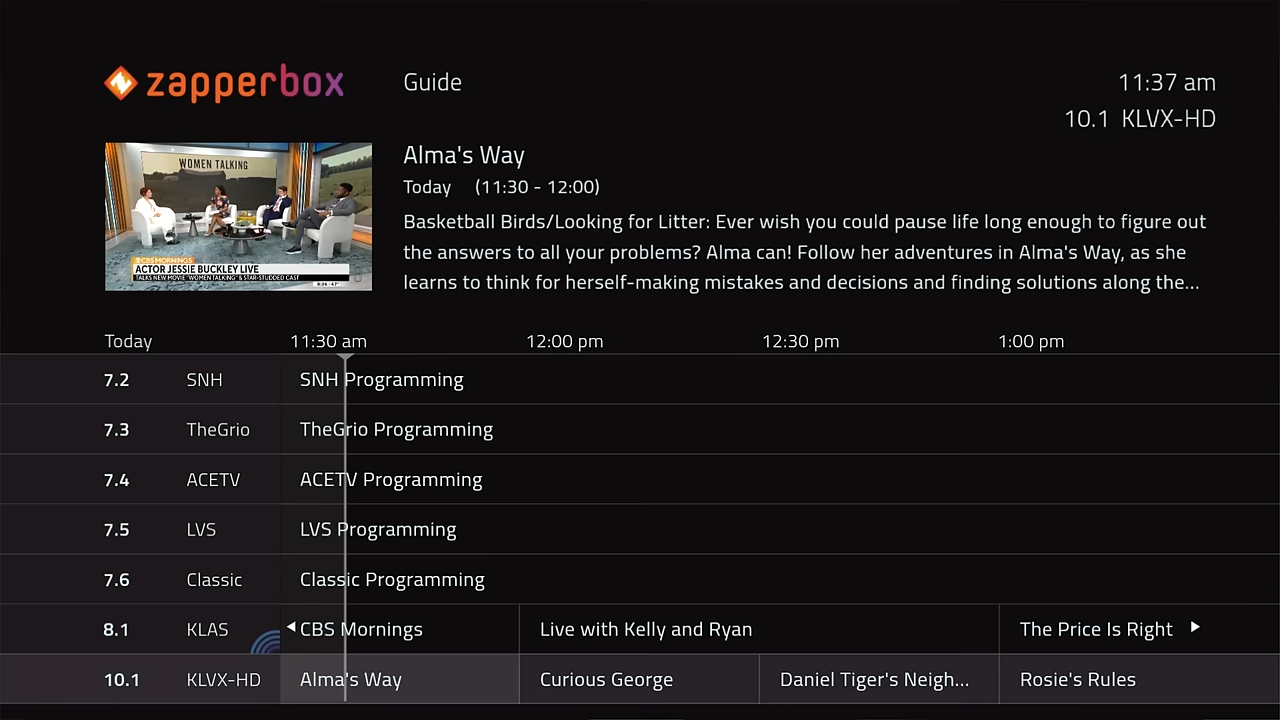 zapperbox
Guide
11:37 am
10.1 KLVX-HD
WOMEN TALKING
CBS MORNINGS
ACTOR JESSIE BUCKLEY LIVE
TALKS NEW MOVIE "WOMEN TALKING" & STAR-STUDDED CAST
8:36 / 47°
Alma's Way
Today (11:30 - 12:00)
Basketball Birds/Looking for Litter: Ever wish you could pause life long enough to figure out
the answers to all your problems? Alma can! Follow her adventures in Alma's Way, as she
learns to think for herself-making mistakes and decisions and finding solutions along the...
Today 11:30 am 12:00 pm 12:30 pm 1:00 pm
7.2 SNH SNH Programming
7.3 TheGrio TheGrio Programming
7.4 ACETV ACETV Programming
7.5 LVS LVS Programming
7.6 Classic Classic Programming
8.1 KLAS CBS Mornings Live with Kelly and Ryan The Price Is Right
10.1 KLVX-HD Alma's Way Curious George Daniel Tiger's Neigh... Rosie's Rules